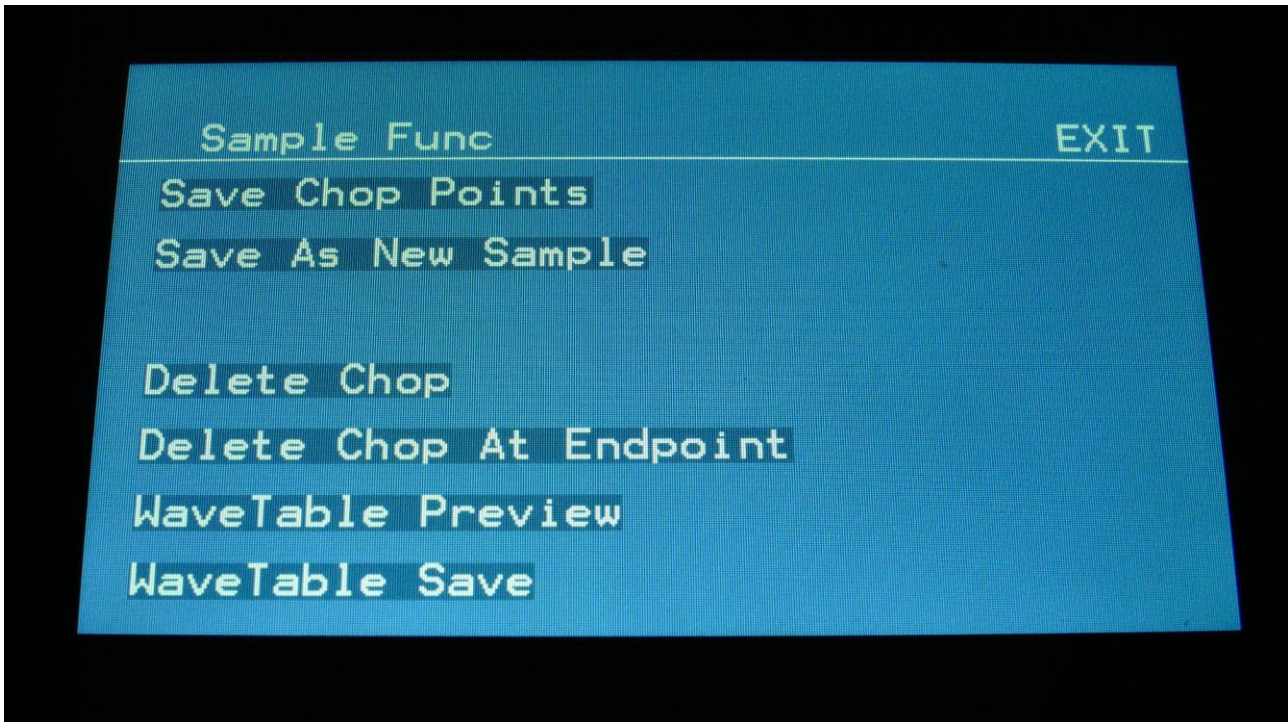 Sample Func EXIT
Save Chop Points
Save As New Sample
Delete Chop
Delete Chop At Endpoint
WaveTable Preview
WaveTable Save